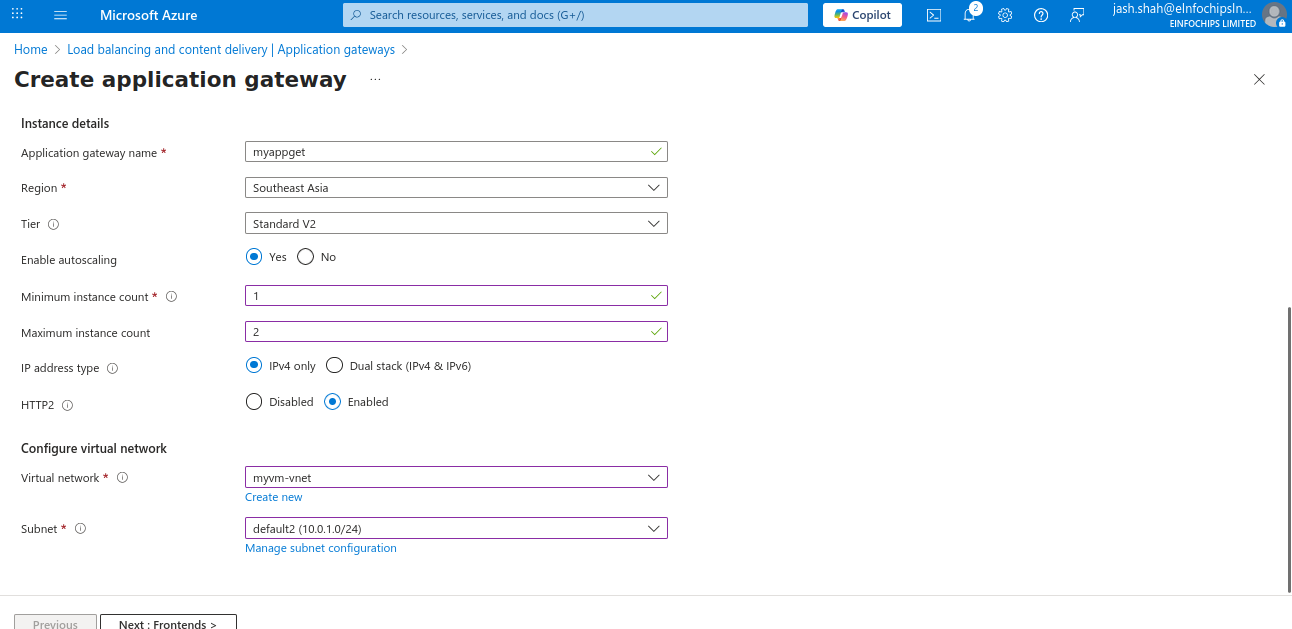 Microsoft Azure
Search resources, services, and docs (G+/)
Copilot
2
jash.shah@eInfochipsIn...
EINFOCHIPS LIMITED
Home > Load balancing and content delivery | Application gateways >
Create application gateway ...
Instance details
Application gateway name * myappget
Region * Southeast Asia
Tier Standard V2
Enable autoscaling Yes No
Minimum instance count * 1
Maximum instance count 2
IP address type IPv4 only Dual stack (IPv4 & IPv6)
HTTP2 Disabled Enabled
Configure virtual network
Virtual network * myvm-vnet
Create new
Subnet * default2 (10.0.1.0/24)
Manage subnet configuration
Previous Next : Frontends >